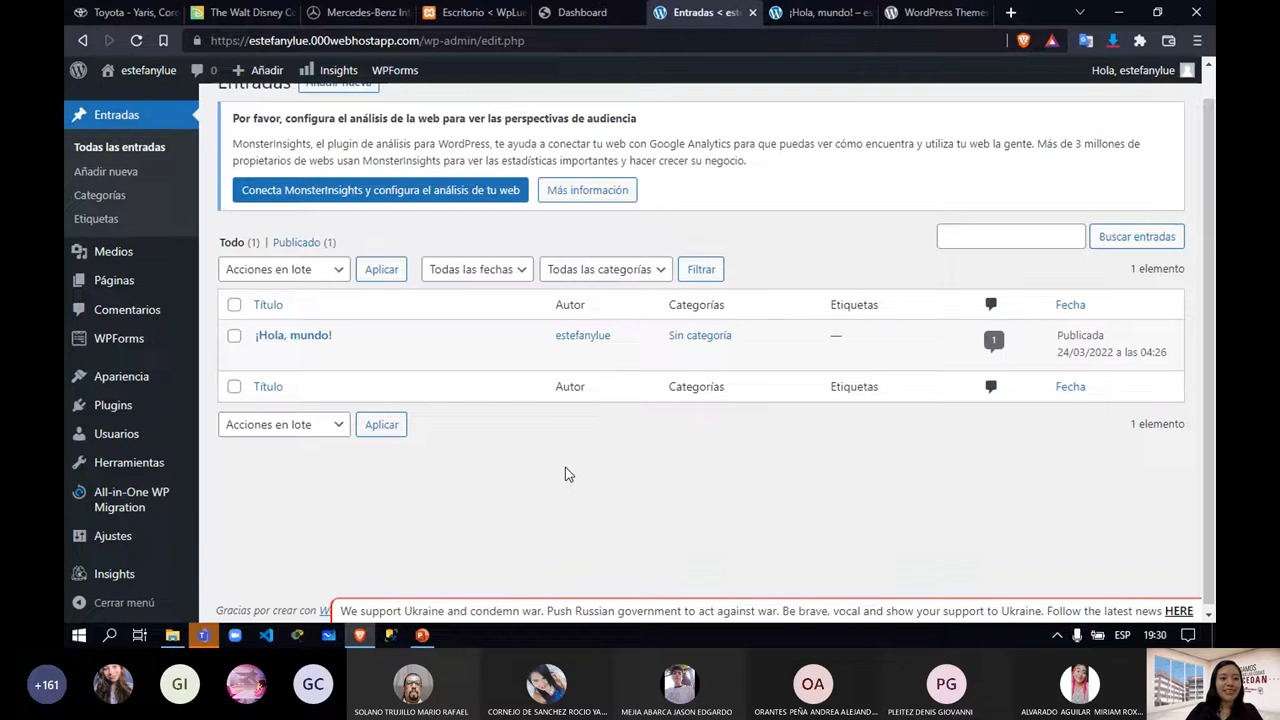 Toyota - Yaris, Coro
The Walt Disney Co
Mercedes-Benz Int
Escritorio < WpLue
Dashboard
Entradas < est
¡Hola, mundo! – es
WordPress Themes
https://estefanylue.000webhostapp.com/wp-admin/edit.php
estefanylue
0
Añadir
Insights
WPForms
Hola, estefanylue
Entradas
Añadir nueva
Entradas
Todas las entradas
Añadir nueva
Categorías
Etiquetas
Medios
Páginas
Comentarios
WPForms
Apariencia
Plugins
Usuarios
Herramientas
All-in-One WP
Migration
Ajustes
Insights
Cerrar menú
Por favor, configura el análisis de la web para ver las perspectivas de audiencia
MonsterInsights, el plugin de análisis para WordPress, te ayuda a conectar tu web con Google Analytics para que puedas ver cómo encuentra y utiliza tu web la gente. Más de 3 millones de
propietarios de webs usan MonsterInsights para ver las estadísticas importantes y hacer crecer su negocio.
Conecta MonsterInsights y configura el análisis de tu web
Más información
Todo (1) | Publicado (1)
Buscar entradas
Acciones en lote
Aplicar
Todas las fechas
Todas las categorías
Filtrar
1 elemento
Título
Autor
Categorías
Etiquetas
Fecha
¡Hola, mundo!
estefanylue
Sin categoría
—
1
Publicada
24/03/2022 a las 04:26
Título
Autor
Categorías
Etiquetas
Fecha
Acciones en lote
Aplicar
1 elemento
Gracias por crear con W
We support Ukraine and condemn war. Push Russian government to act against war. Be brave, vocal and show your support to Ukraine. Follow the latest news HERE
ESP
19:30
+161
GI
GC
SOLANO TRUJILLO MARIO RAFAEL
CORNEJO DE SANCHEZ ROCIO YA...
MEJIA ABARCA JASON EDGARDO
OA
ORANTES PEÑA ANDREA ALEJAND...
PG
PLEITEZ DENIS GIOVANNI
ALVARADO AGUILAR MIRIAM ROX...